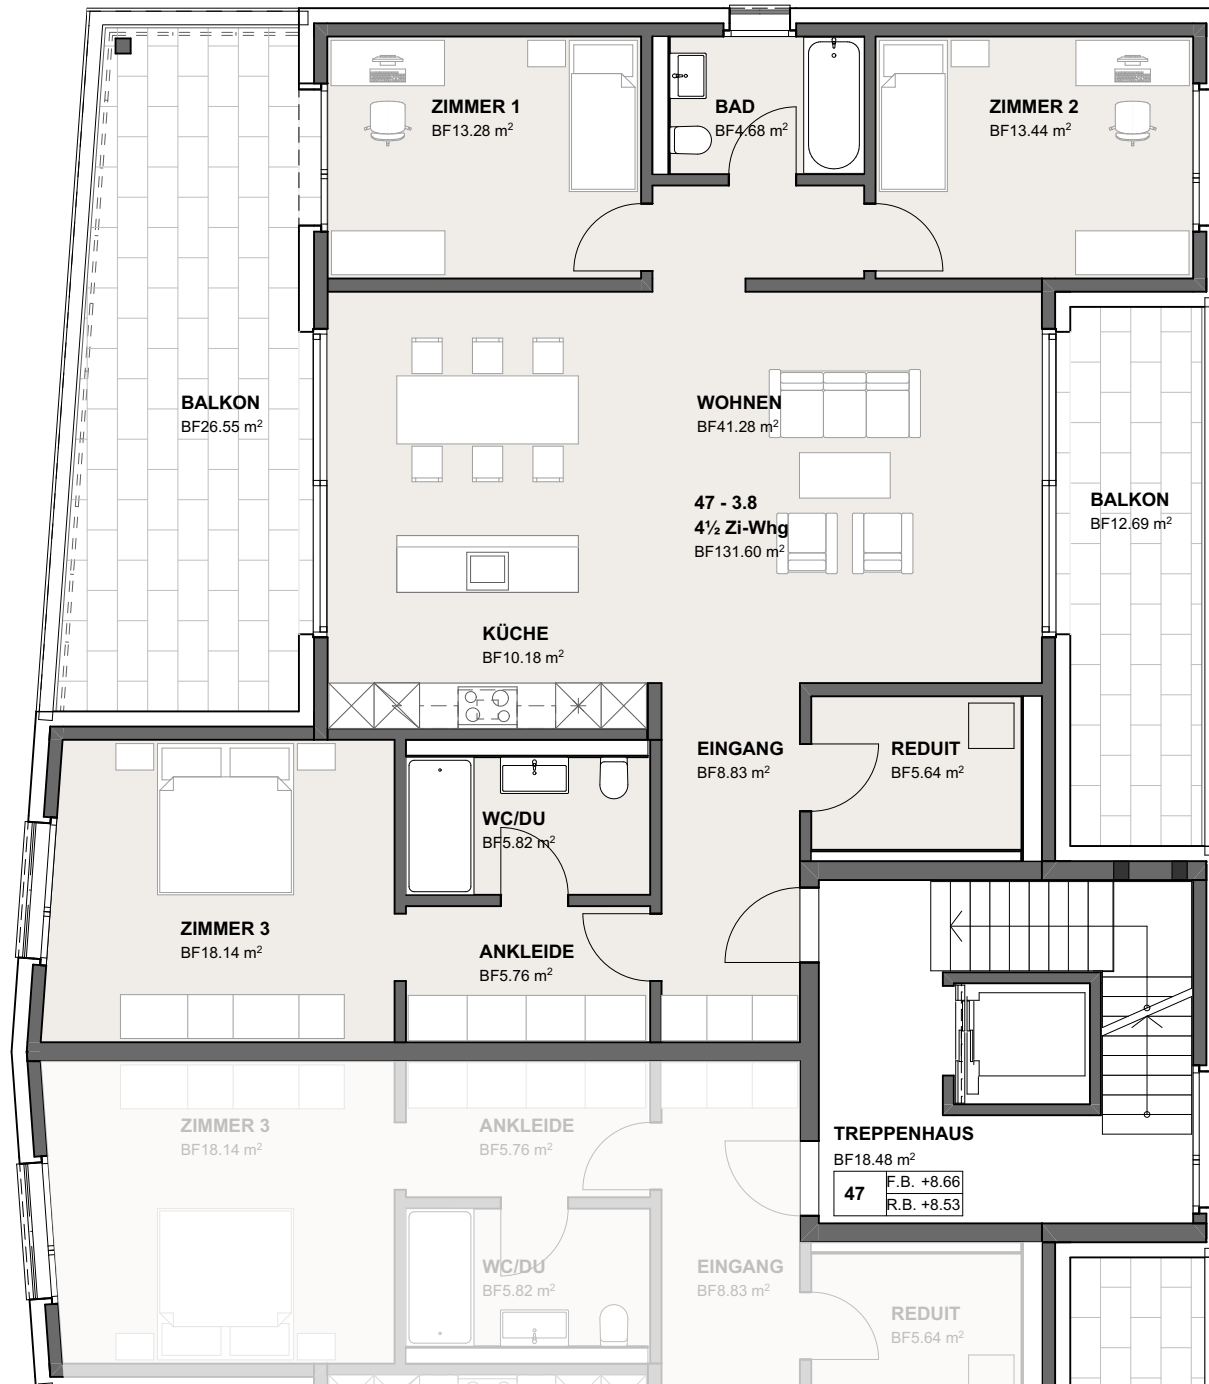 ZIMMER 1
BF13.28 m²
BAD
BF4.68 m²
ZIMMER 2
BF13.44 m²
BALKON
BF26.55 m²
WOHNEN
BF41.28 m²
47 - 3.8
4½ Zi-Whg
BF131.60 m²
BALKON
BF12.69 m²
KÜCHE
BF10.18 m²
EINGANG
BF8.83 m²
REDUIT
BF5.64 m²
WC/DU
BF5.82 m²
ZIMMER 3
BF18.14 m²
ANKLEIDE
BF5.76 m²
ZIMMER 3
BF18.14 m²
ANKLEIDE
BF5.76 m²
TREPPENHAUS
BF18.48 m²
47
F.B. +8.66
R.B. +8.53
WC/DU
BF5.82 m²
EINGANG
BF8.83 m²
REDUIT
BF5.64 m²